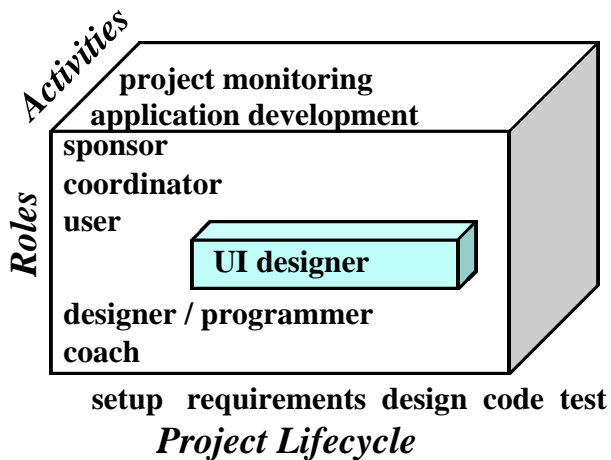 Activities
project monitoring
application development
Roles
sponsor
coordinator
user
UI designer
designer / programmer
coach
setup requirements design code test
Project Lifecycle